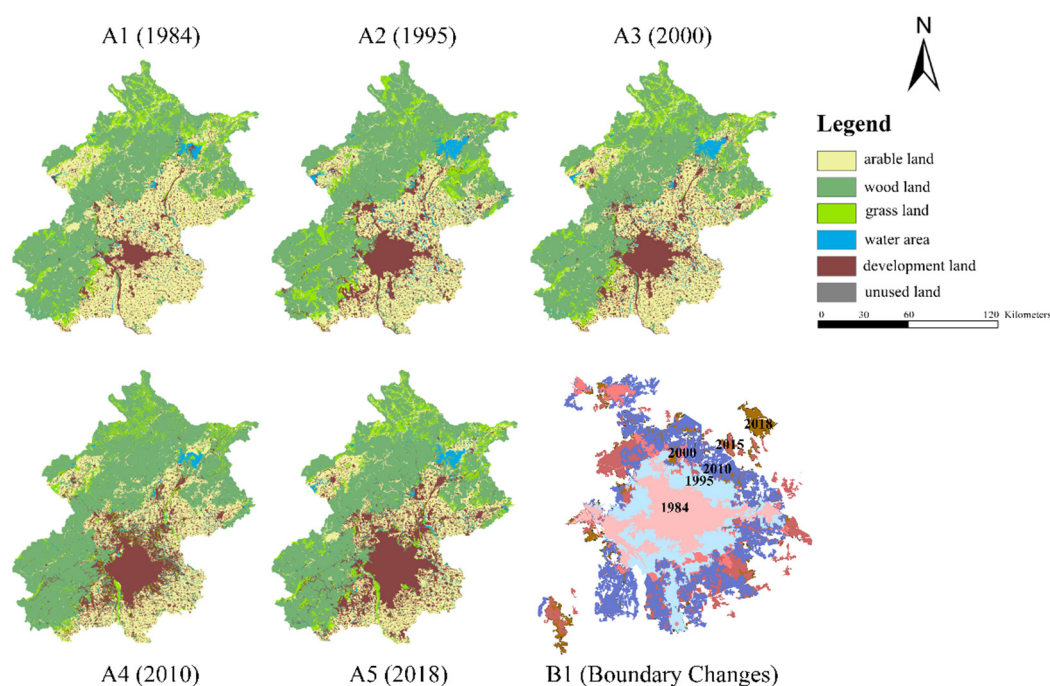 A1 (1984)
A2 (1995)
A3 (2000)
N
Legend
arable land
wood land
grass land
water area
development land
unused land
0 30 60 120 Kilometers
2018
2015
2000
2010
1995
1984
A4 (2010)
A5 (2018)
B1 (Boundary Changes)